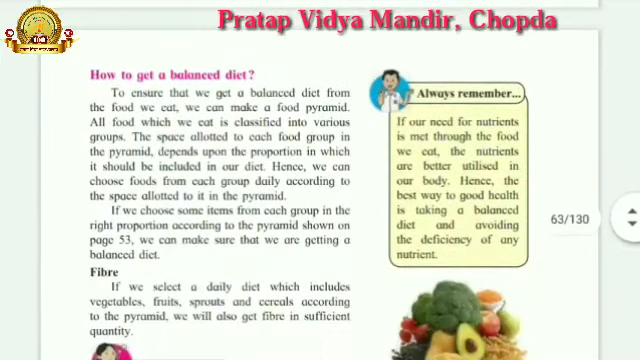 Pratap Vidya Mandir, Chopda
How to get a balanced diet?
To ensure that we get a balanced diet from
the food we eat, we can make a food pyramid.
All food which we eat is classified into various
groups. The space allotted to each food group in
the pyramid, depends upon the proportion in which
it should be included in our diet. Hence, we can
choose foods from each group daily according to
the space allotted to it in the pyramid.
If we choose some items from each group in the
right proportion according to the pyramid shown on
page 53, we can make sure that we are getting a
balanced diet.
Fibre
If we select a daily diet which includes
vegetables, fruits, sprouts and cereals according
to the pyramid, we will also get fibre in sufficient
quantity.
Always remember...
If our need for nutrients
is met through the food
we eat, the nutrients
are better utilised in
our body. Hence, the
best way to good health
is taking a balanced
diet and avoiding
the deficiency of any
nutrient.
63/130